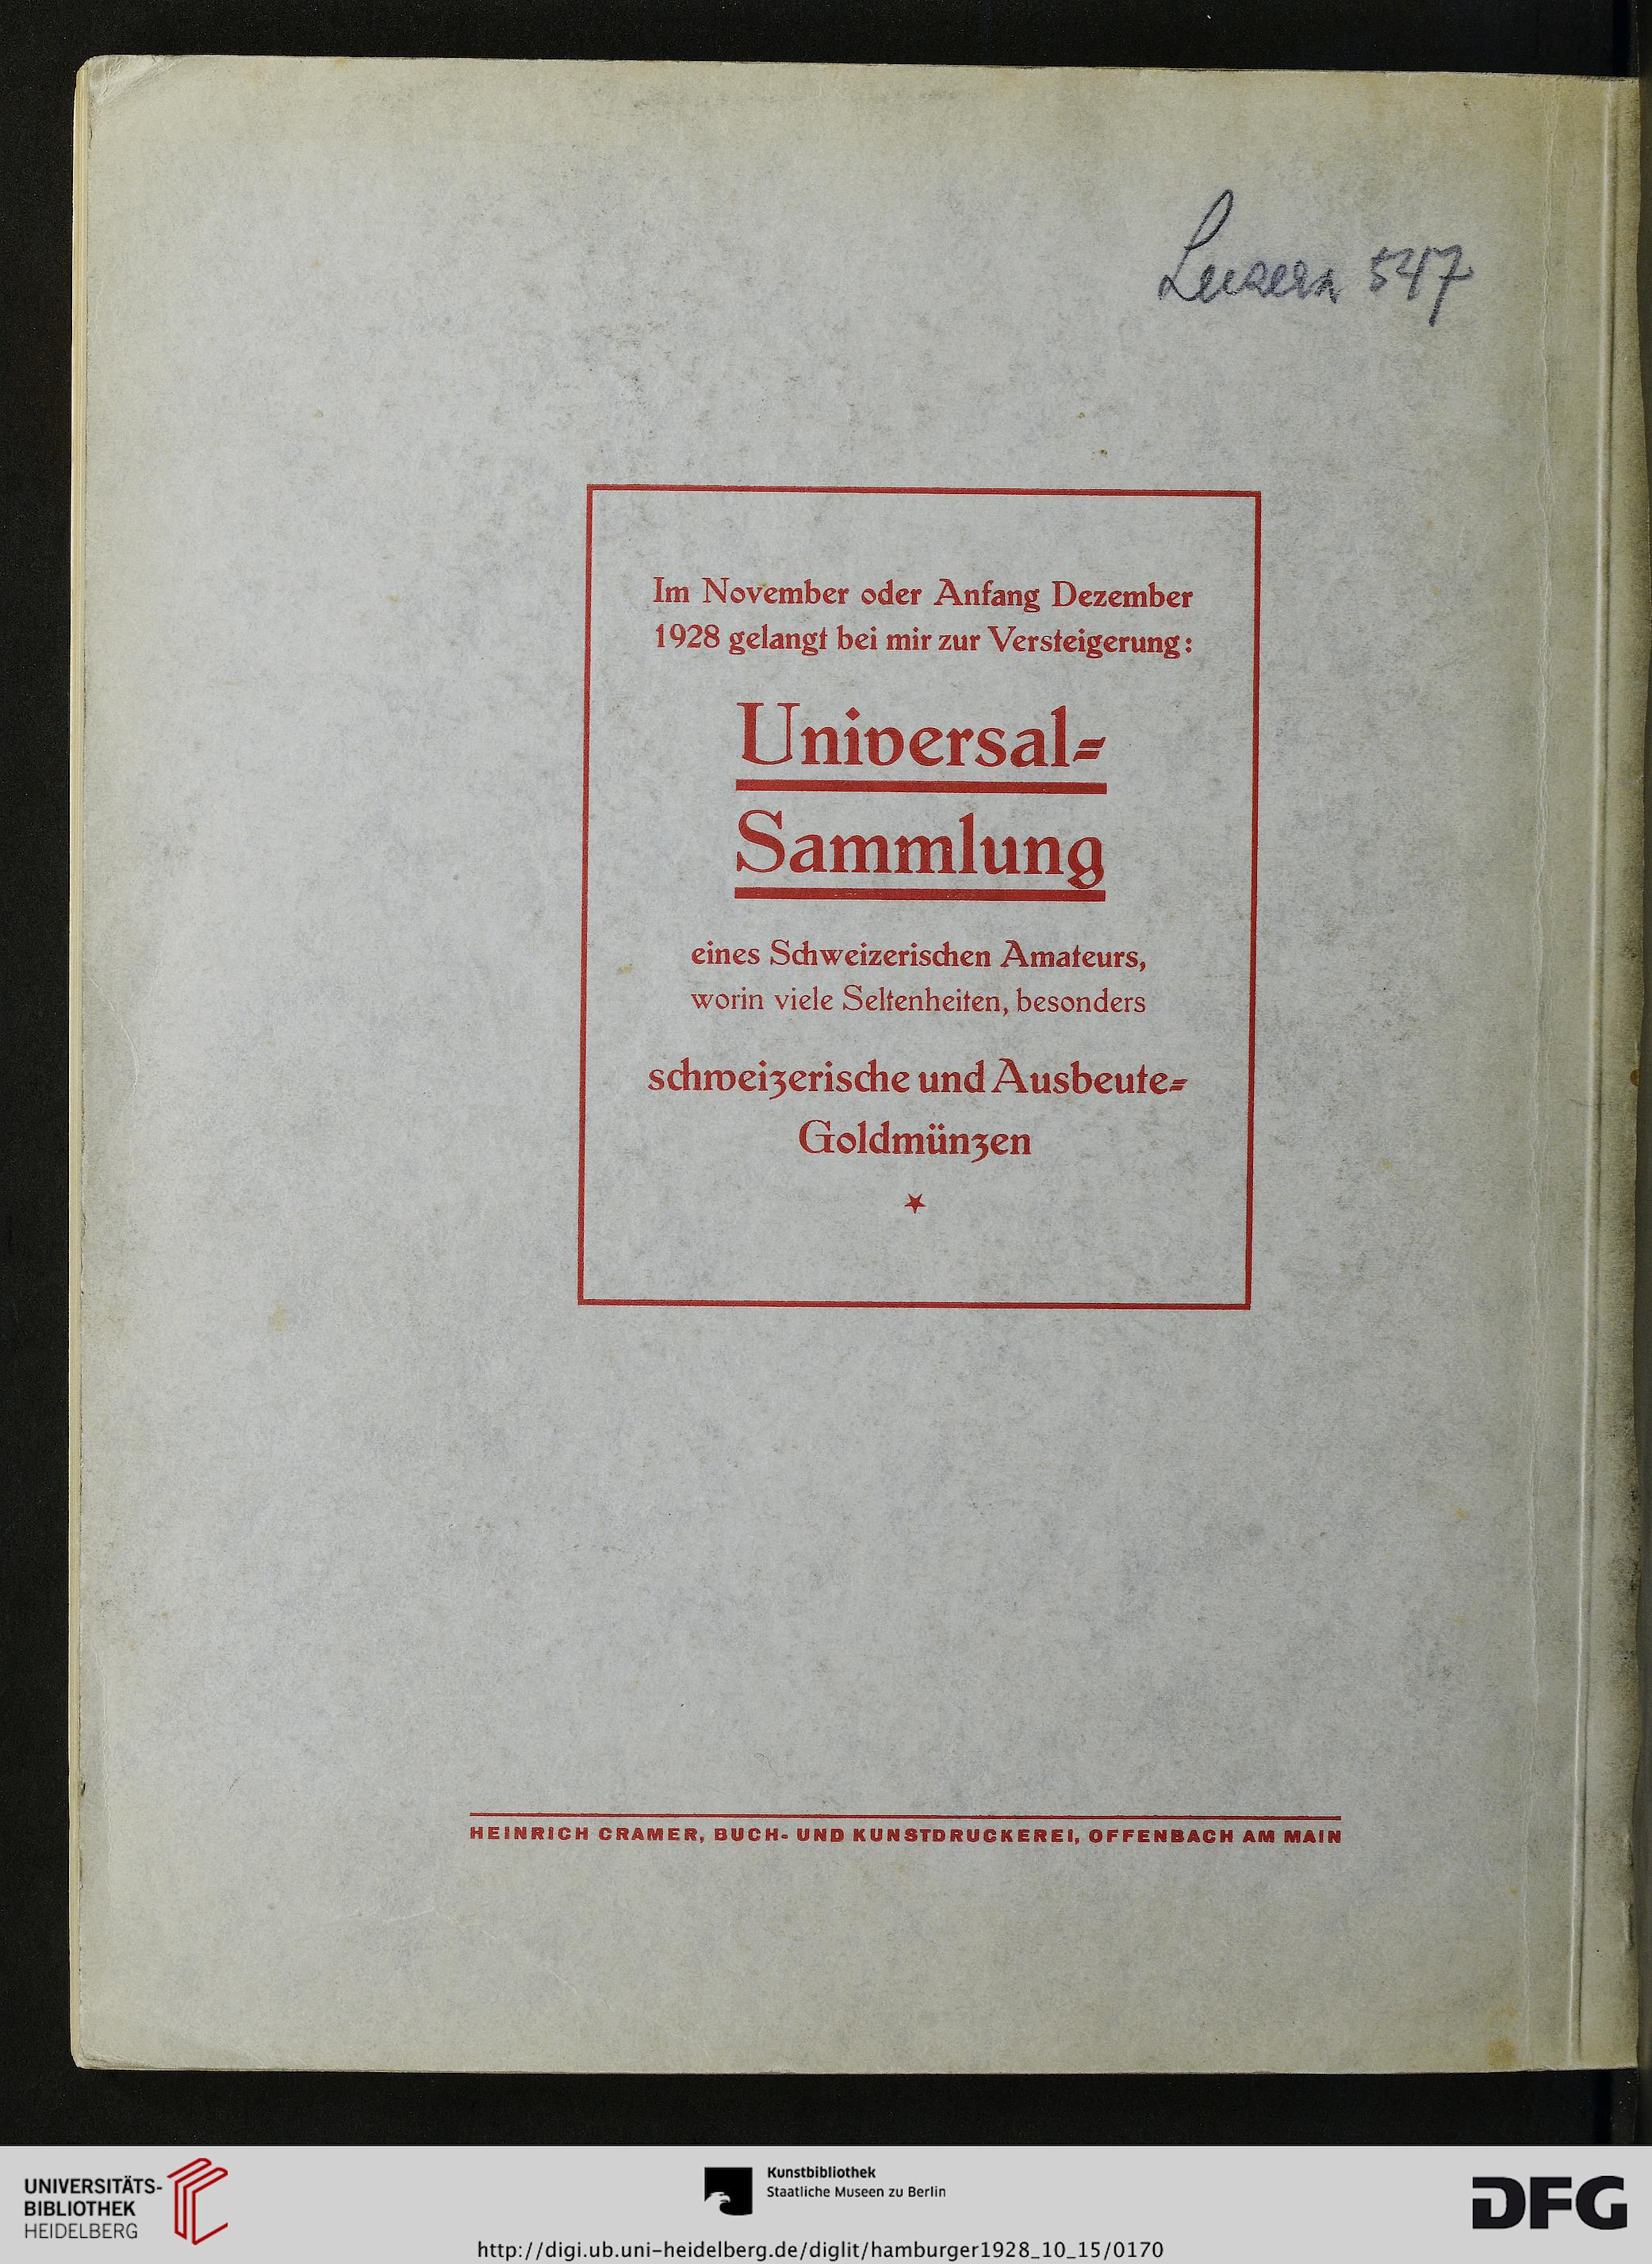 Luzern 547
Im November oder Anfang Dezember
1928 gelangt bei mir zur Versteigerung:
Universal-
Sammlung
eines Schweizerischen Amateurs,
worin viele Seltenheiten, besonders
schweizerische und Ausbeute-
Goldmünzen
HEINRICH CRAMER, BUCH- UND KUNSTDRUCKEREI, OFFENBACH AM MAIN
UNIVERSITÄTS-
BIBLIOTHEK
HEIDELBERG
Kunstbibliothek
Staatliche Museen zu Berlin
DFG
http://digi.ub.uni-heidelberg.de/diglit/hamburger1928_10_15/0170